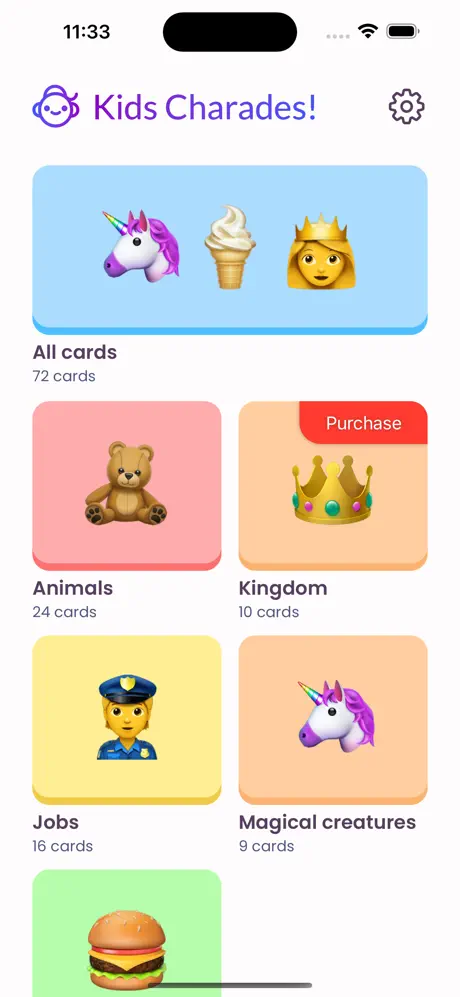 11:33
Kids Charades!
All cards
72 cards
Purchase
Animals
24 cards
Kingdom
10 cards
Jobs
16 cards
Magical creatures
9 cards